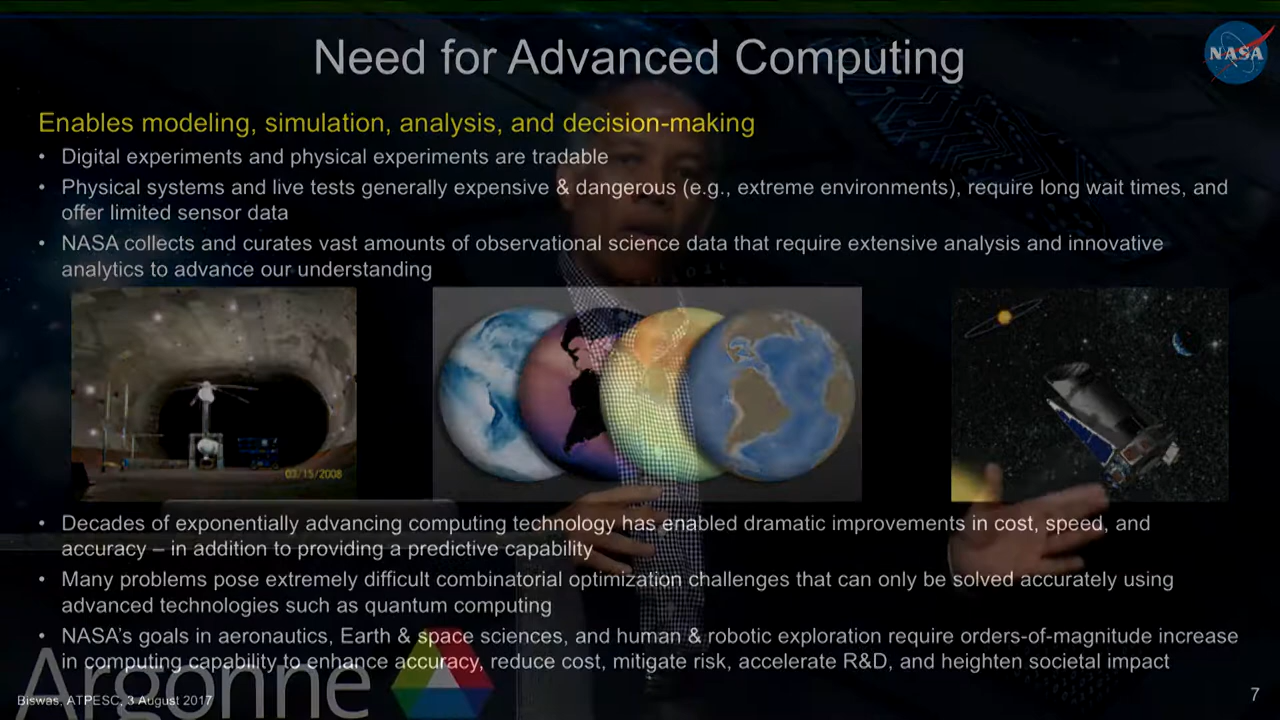 Need for Advanced Computing
NASA
Enables modeling, simulation, analysis, and decision-making
• Digital experiments and physical experiments are tradable
• Physical systems and live tests generally expensive & dangerous (e.g., extreme environments), require long wait times, and
offer limited sensor data
• NASA collects and curates vast amounts of observational science data that require extensive analysis and innovative
analytics to advance our understanding
03/15/2008
• Decades of exponentially advancing computing technology has enabled dramatic improvements in cost, speed, and
accuracy – in addition to providing a predictive capability
• Many problems pose extremely difficult combinatorial optimization challenges that can only be solved accurately using
advanced technologies such as quantum computing
• NASA's goals in aeronautics, Earth & space sciences, and human & robotic exploration require orders-of-magnitude increase
in computing capability to enhance accuracy, reduce cost, mitigate risk, accelerate R&D, and heighten societal impact
Argonne
Biswas, ATPESC, 3 August 2017
7